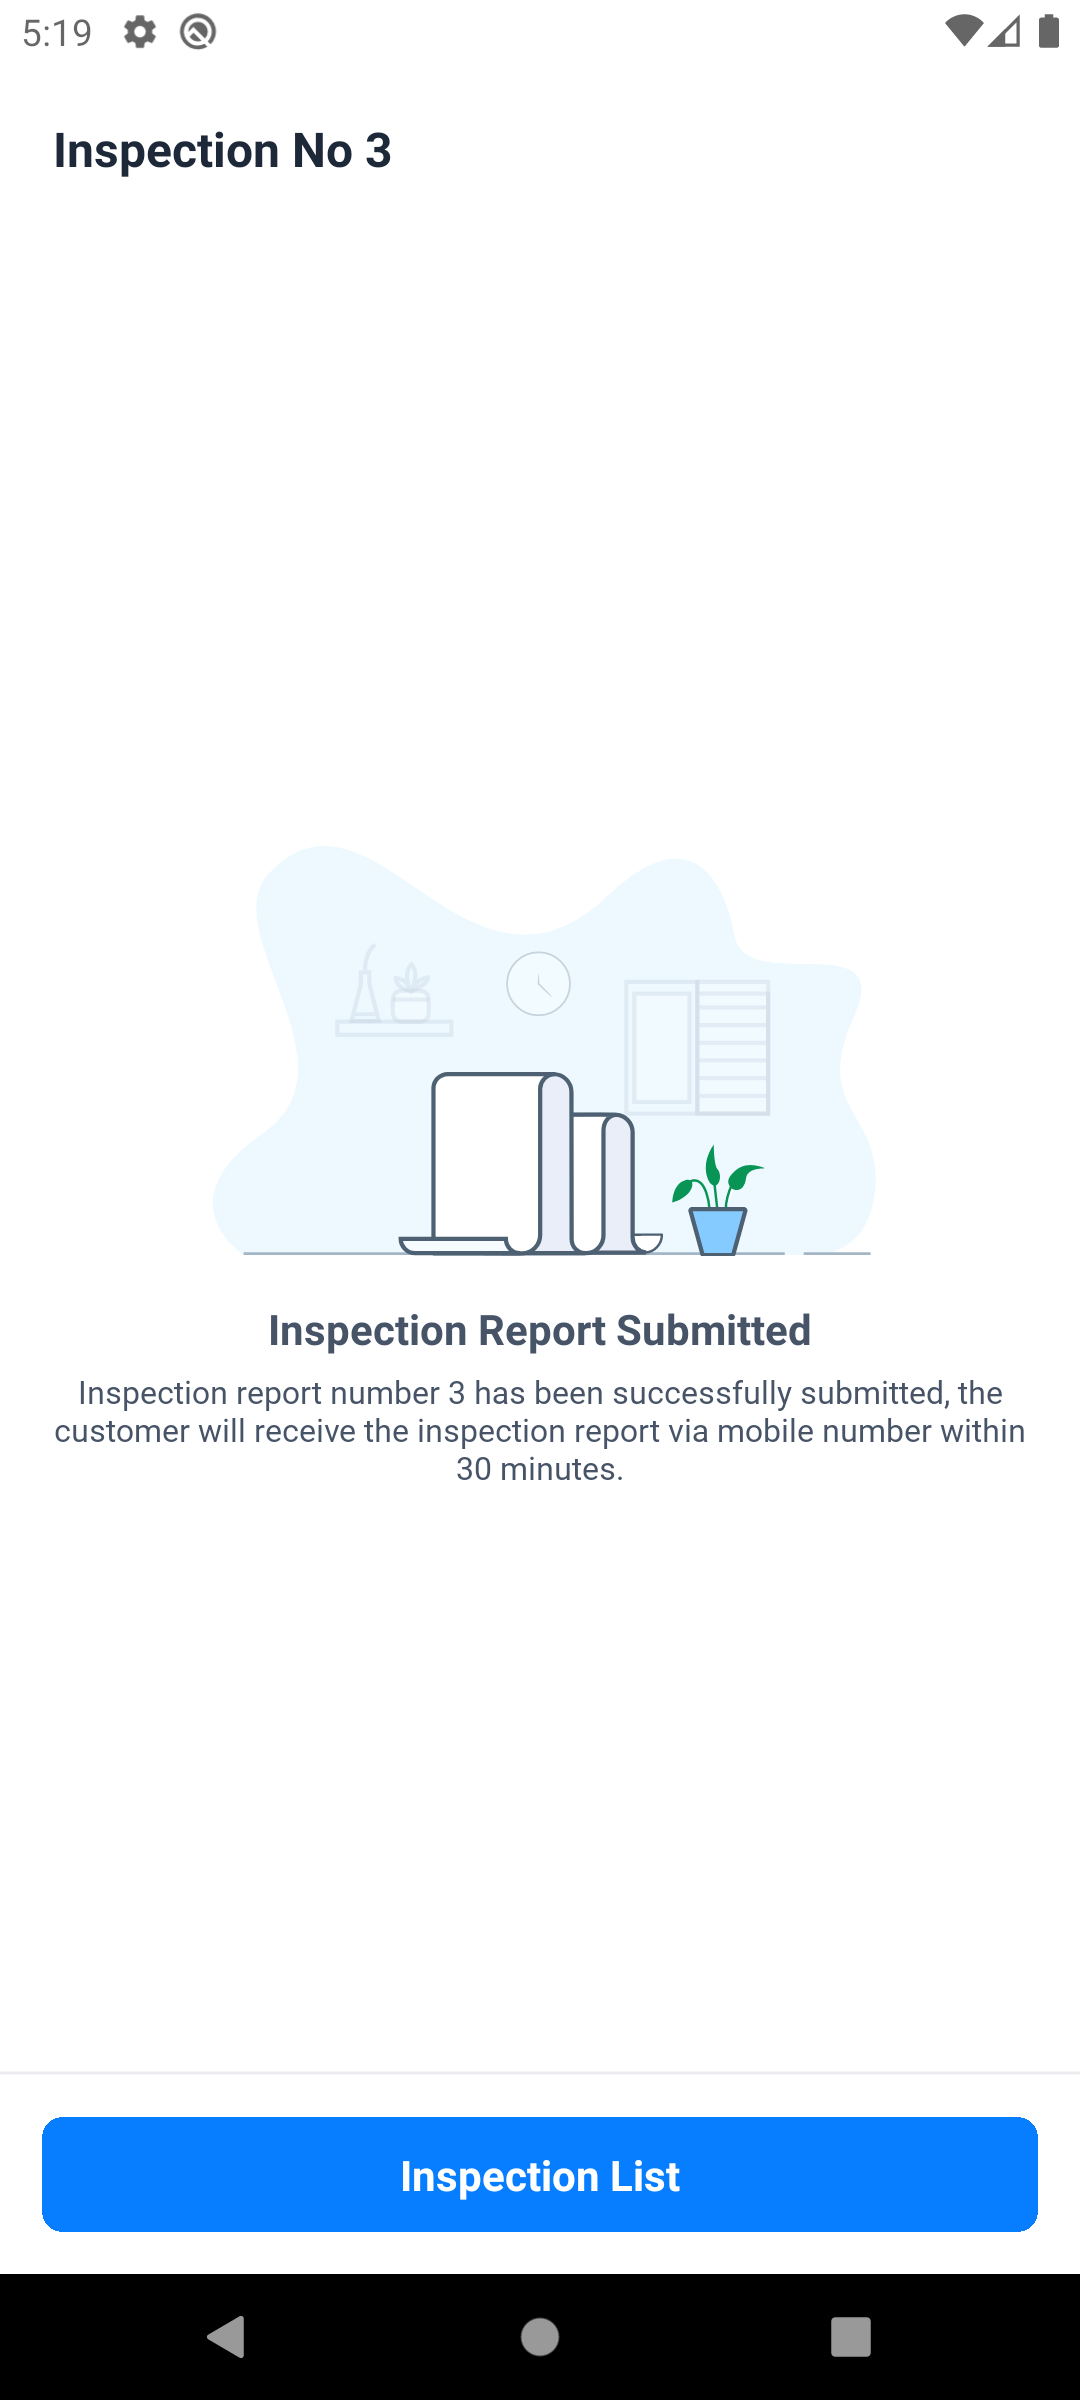 5:19
Inspection No 3
Inspection Report Submitted
Inspection report number 3 has been successfully submitted, the
customer will receive the inspection report via mobile number within
30 minutes.
Inspection List